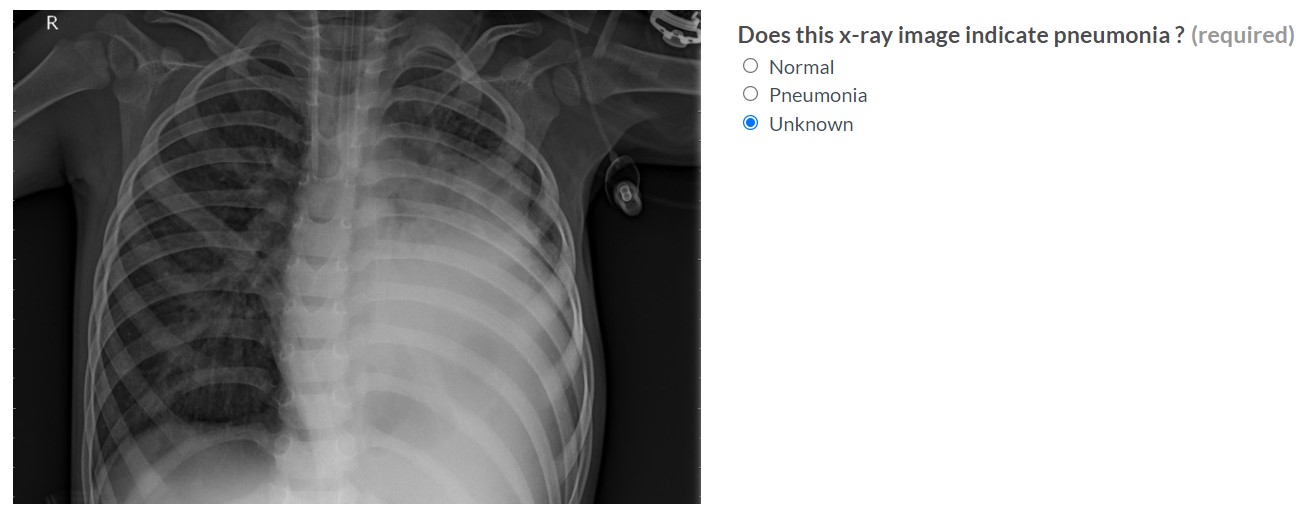 R
Does this x-ray image indicate pneumonia ? (required)
Normal
Pneumonia
Unknown